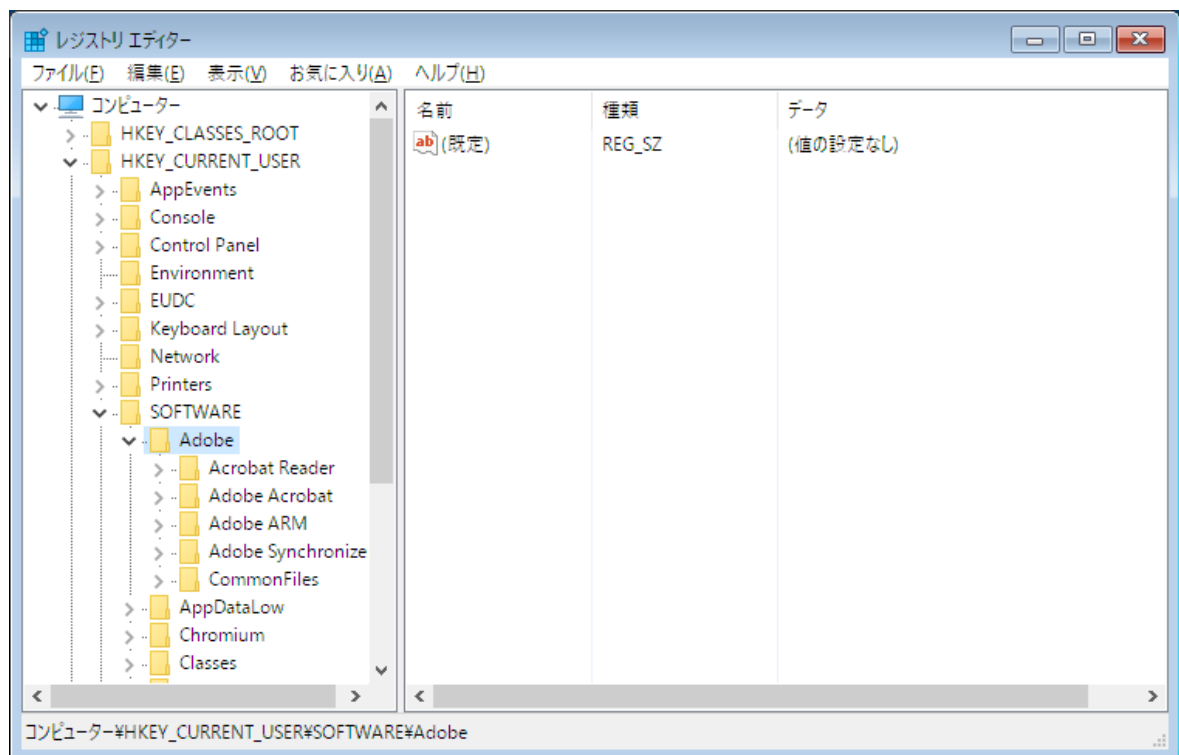 レジストリ エディター
ファイル(F) 編集(E) 表示(V) お気に入り(A) ヘルプ(H)
コンピューター
HKEY_CLASSES_ROOT
HKEY_CURRENT_USER
AppEvents
Console
Control Panel
Environment
EUDC
Keyboard Layout
Network
Printers
SOFTWARE
Adobe
Acrobat Reader
Adobe Acrobat
Adobe ARM
Adobe Synchronize
CommonFiles
AppDataLow
Chromium
Classes
名前 種類 データ
ab (既定) REG_SZ (値の設定なし)
コンピューター¥HKEY_CURRENT_USER¥SOFTWARE¥Adobe